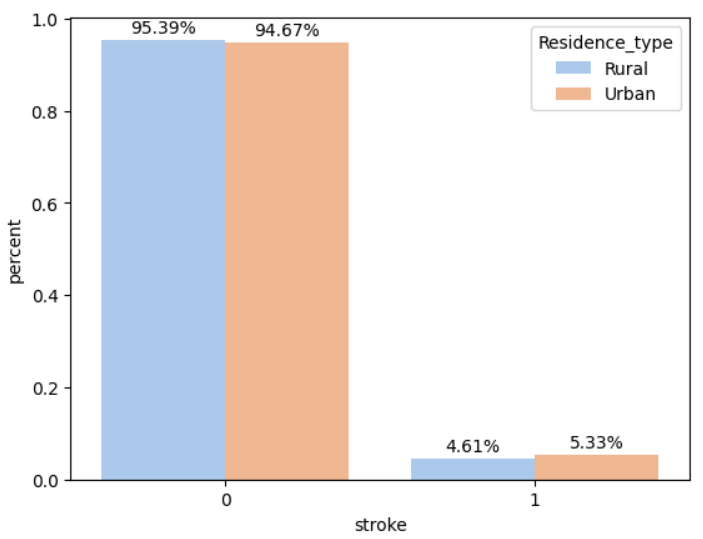 1.0
95.39%
94.67%
Residence_type
Rural
Urban
0.8
0.6
percent
0.4
0.2
4.61%
5.33%
0.0
0
1
stroke